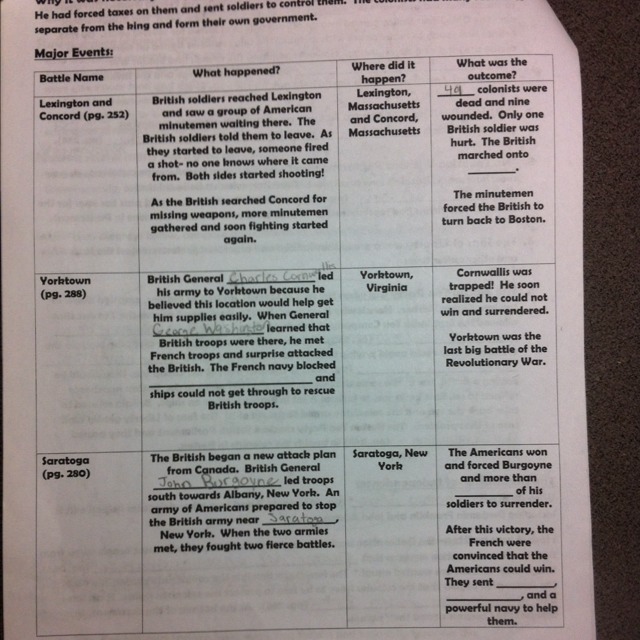 He had forced taxes on them and sent soldiers to control them.
separate from the king and form their own government.
Major Events:
Battle Name
What happened?
Where did it
happen?
What was the
outcome?
Lexington and
Concord (pg. 252)
British soldiers reached Lexington
and saw a group of American
minutemen waiting there. The
British soldiers told them to leave. As
they started to leave, someone fired
a shot- no one knows where it came
from. Both sides started shooting!
As the British searched Concord for
missing weapons, more minutemen
gathered and soon fighting started
again.
Lexington,
Massachusetts
and Concord,
Massachusetts
49 colonists were
dead and nine
wounded. Only one
British soldier was
hurt. The British
marched onto
________.
The minutemen
forced the British to
turn back to Boston.
Yorktown
(pg. 288)
British General Charles Cornwallis led
his army to Yorktown because he
believed this location would help get
him supplies easily. When General
George Washington learned that
British troops were there, he met
French troops and surprise attacked
the British. The French navy blocked
____________________ and
ships could not get through to rescue
British troops.
Yorktown,
Virginia
Cornwallis was
trapped! He soon
realized he could not
win and surrendered.
Yorktown was the
last big battle of the
Revolutionary War.
Saratoga
(pg. 280)
The British began a new attack plan
from Canada. British General
John Burgoyne led troops
south towards Albany, New York. An
army of Americans prepared to stop
the British army near Saratoga,
New York. When the two armies
met, they fought two fierce battles.
Saratoga, New
York
The Americans won
and forced Burgoyne
and more than
__________ of his
soldiers to surrender.
After this victory, the
French were
convinced that the
Americans could win.
They sent __________,
____________, and a
powerful navy to help
them.